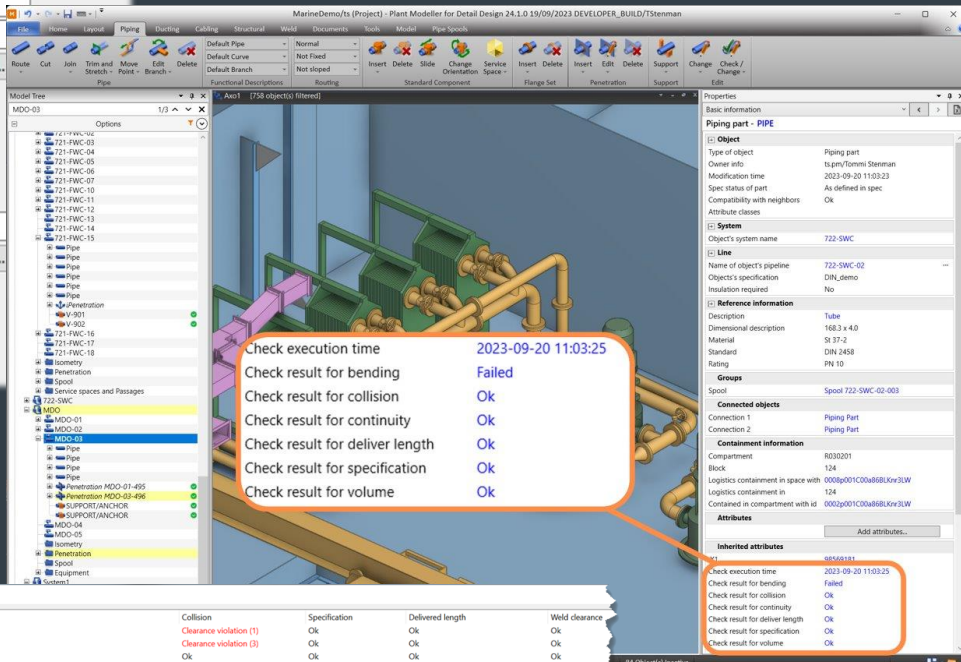 MarineDemo/ts (Project) - Plant Modeller for Detail Design 24.1.0 19/09/2023 DEVELOPER_BUILD/TStenman
File Home Layout Piping Ducting Cabling Structural Weld Documents Tools Model Pipe Spools
Route Cut Join Trim and Stretch Move Point Edit Branch Delete
Default Pipe Normal
Default Curve Not Fixed
Default Branch Not sloped
Insert Delete Slide Change Orientation Service Space Insert Delete Insert Edit Delete Support Change Check / Change
Pipe Functional Descriptions Routing Standard Component Flange Set Penetration Support Edit
Model Tree
MDO-03 1/3
Options
721-FWC-02
721-FWC-03
721-FWC-04
721-FWC-05
721-FWC-06
721-FWC-07
721-FWC-10
721-FWC-11
721-FWC-12
721-FWC-13
721-FWC-14
721-FWC-15
Pipe
Pipe
Pipe
Pipe
Pipe
Pipe
iPenetration
V-901
V-902
721-FWC-16
721-FWC-17
721-FWC-18
Isometry
Penetration
Spool
Service spaces and Passages
722-SWC
MDO
MDO-01
MDO-02
MDO-03
Pipe
Pipe
Pipe
Pipe
Penetration MDO-01-495
Penetration MDO-03-496
SUPPORT/ANCHOR
SUPPORT/ANCHOR
MDO-04
MDO-05
Isometry
Penetration
Spool
Equipment
System1
Axo1 [758 object(s) filtered]
Check execution time 2023-09-20 11:03:25
Check result for bending Failed
Check result for collision Ok
Check result for continuity Ok
Check result for deliver length Ok
Check result for specification Ok
Check result for volume Ok
Properties
Basic information
Piping part - PIPE
Object
Type of object Piping part
Owner info ts.pm/Tommi Stenman
Modification time 2023-09-20 11:03:23
Spec status of part As defined in spec
Compatibility with neighbors Ok
Attribute classes
System
Object's system name 722-SWC
Line
Name of object's pipeline 722-SWC-02
Objects's specification DIN_demo
Insulation required No
Reference information
Description Tube
Dimensional description 168.3 x 4.0
Material St 37-2
Standard DIN 2458
Rating PN 10
Groups
Spool Spool 722-SWC-02-003
Connected objects
Connection 1 Piping Part
Connection 2 Piping Part
Containment information
Compartment R030201
Block 124
Logistics containment in space with 0008p001C00a86BLKnr3LW
Logistics containment in 124
Contained in compartment with id 0002p001C00a86BLKnr3LW
Attributes
Add attributes...
Inherited attributes
98569181
Check execution time 2023-09-20 11:03:25
Check result for bending Failed
Check result for collision Ok
Check result for continuity Ok
Check result for deliver length Ok
Check result for specification Ok
Check result for volume Ok
Collision Specification Delivered length Weld clearance
Clearance violation (1) Ok Ok Ok
Clearance violation (3) Ok Ok Ok
Ok Ok Ok Ok